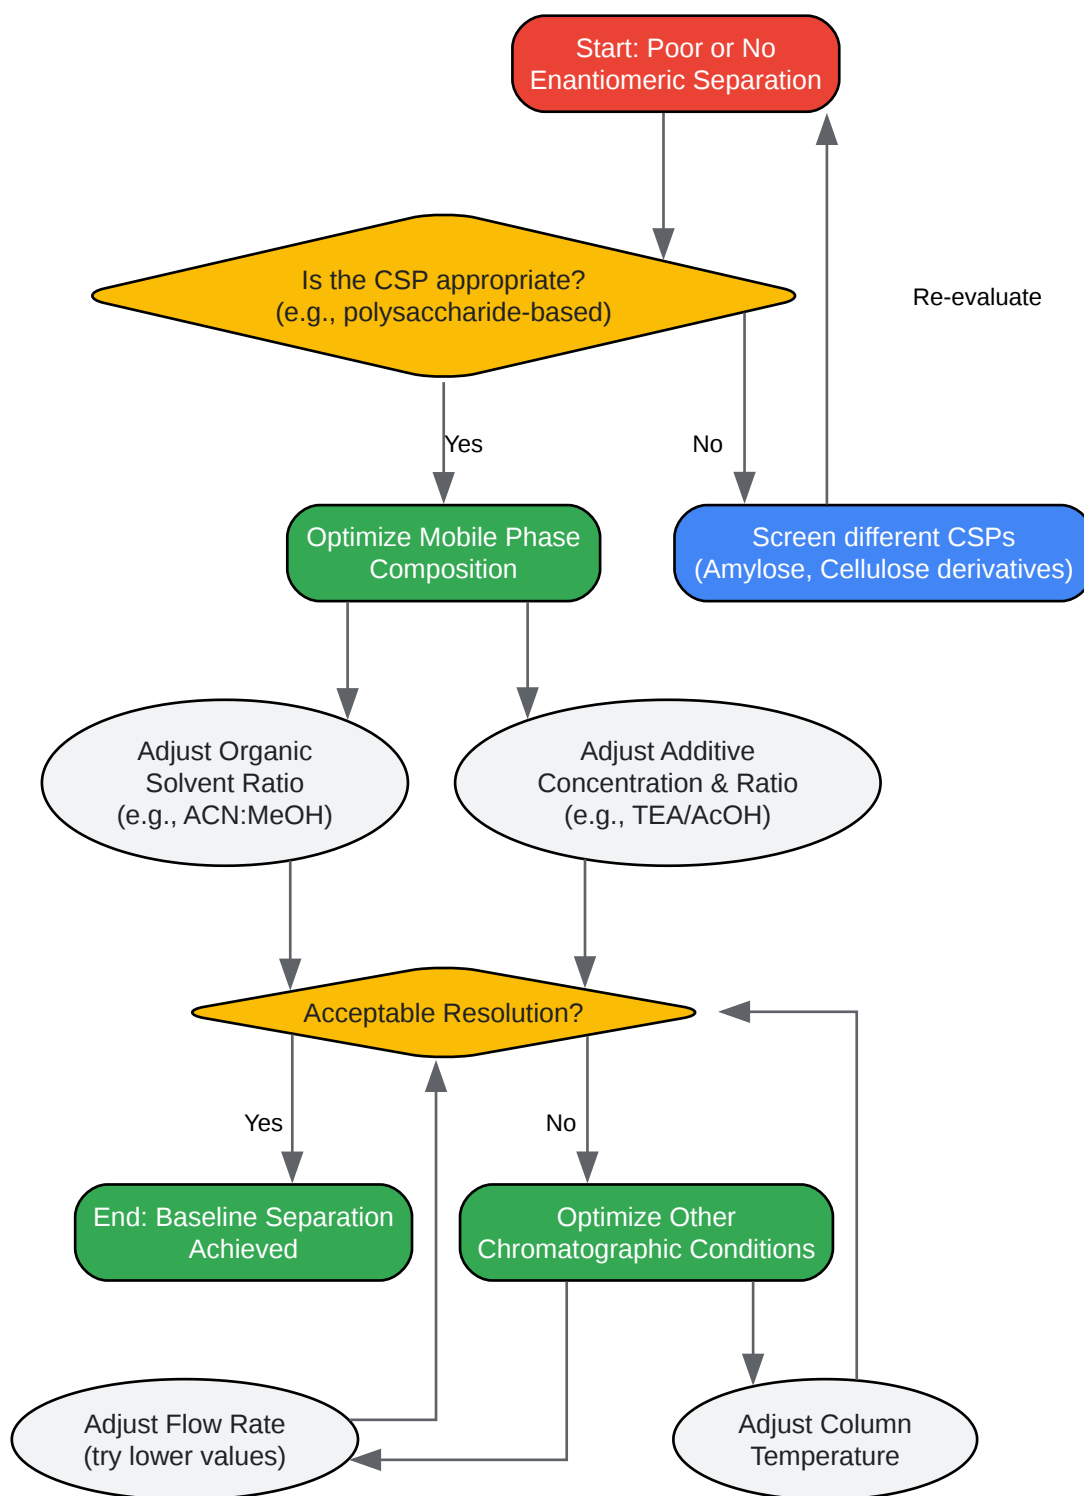 Start: Poor or No
Enantiomeric Separation
Is the CSP appropriate?
(e.g., polysaccharide-based)
Re-evaluate
Yes
No
Optimize Mobile Phase
Composition
Screen different CSPs
(Amylose, Cellulose derivatives)
Adjust Organic
Solvent Ratio
(e.g., ACN:MeOH)
Adjust Additive
Concentration & Ratio
(e.g., TEA/AcOH)
Acceptable Resolution?
Yes
No
End: Baseline Separation
Achieved
Optimize Other
Chromatographic Conditions
Adjust Flow Rate
(try lower values)
Adjust Column
Temperature